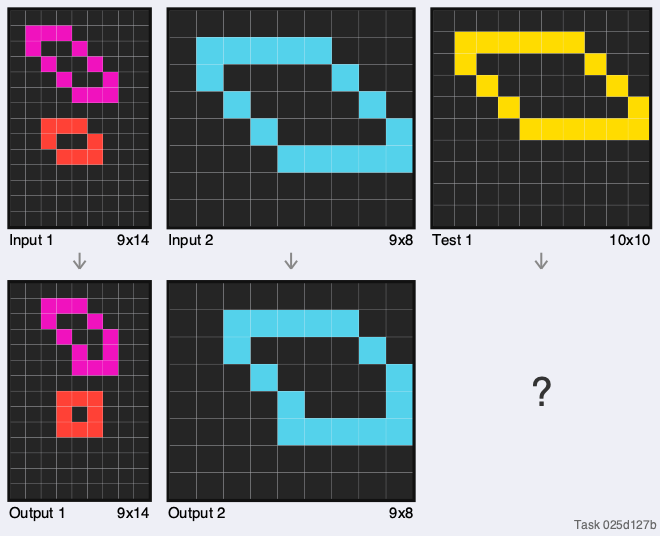 Input 1 9x14
Input 2 9x8
Test 1 10x10
?
Output 1 9x14
Output 2 9x8
Task 025d127b